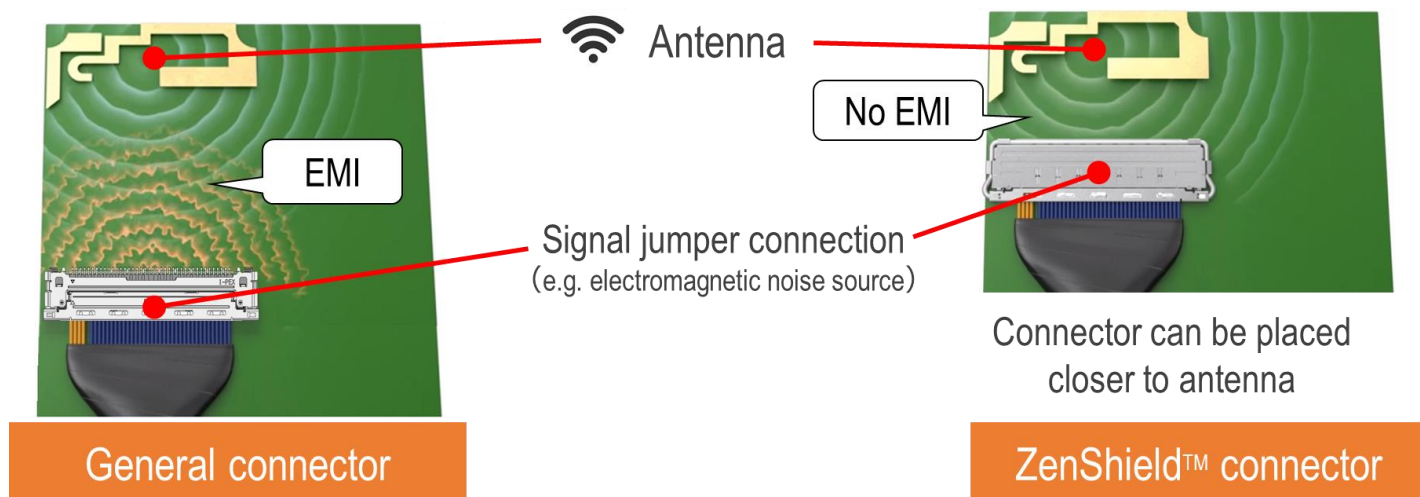 Antenna
No EMI
EMI
Signal jumper connection
(e.g. electromagnetic noise source)
I-PEX
Connector can be placed
closer to antenna
General connector
ZenShield™ connector